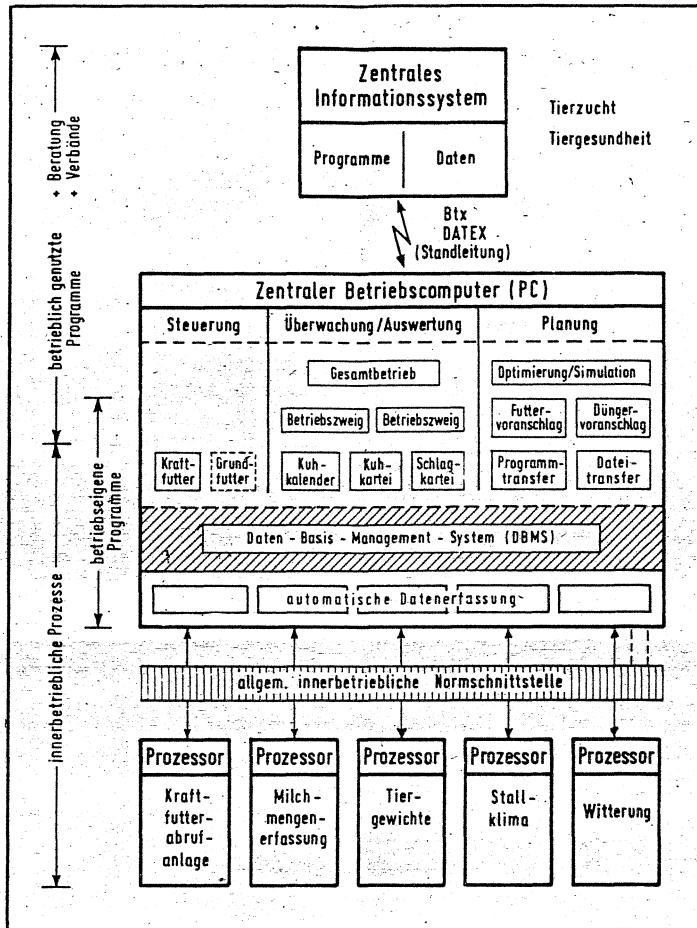 Zentrales
Informationssystem
Programme Daten
Tierzucht
Tiergesundheit
Btx
DATEX
(Standleitung)
Zentraler Betriebscomputer (PC)
Steuerung
Überwachung/Auswertung
Planung
Gesamtbetrieb
Optimierung/Simulation
Betriebszweig
Betriebszweig
Futter-
voranschlag
Dünger-
voranschlag
Kraft-
futter
Grund-
futter
Kuh-
kalender
Kuh-
kartei
Schlag-
kartei
Programm-
transfer
Datei-
transfer
Daten - Basis - Management - System (DBMS)
automatische Datenerfassung
allgem. innerbetriebliche Normschnittstelle
Prozessor
Kraft-
futter-
abruf-
anlage
Prozessor
Milch-
mengen-
erfassung
Prozessor
Tier-
gewichte
Prozessor
Stall-
klima
Prozessor
Witterung
+ Beratung
+ Verbände
betrieblich genutzte
Programme
betriebseigene
Programme
innerbetriebliche Prozesse